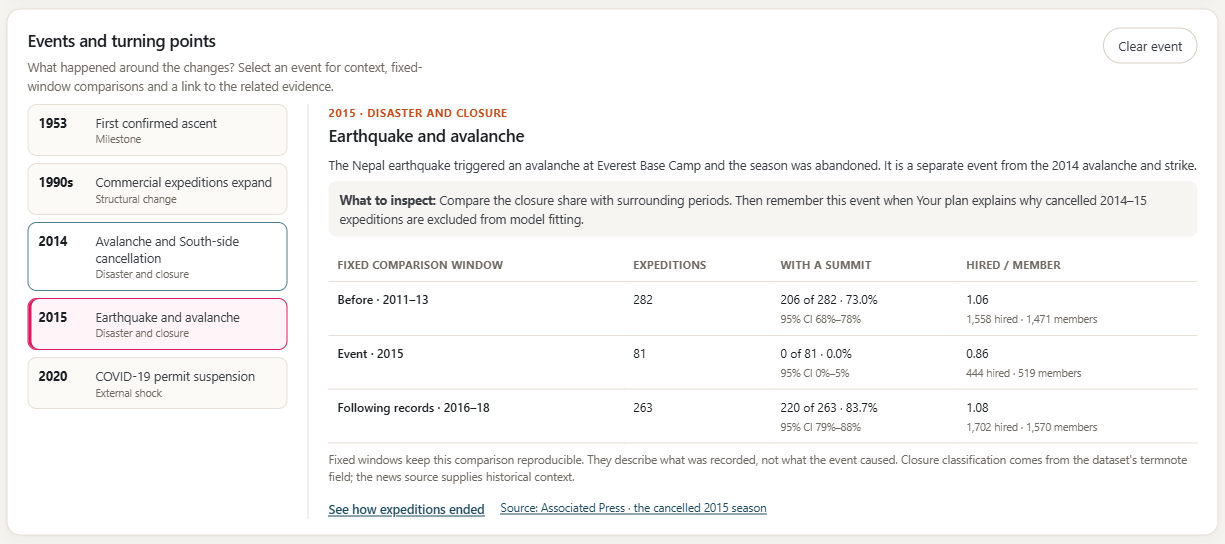 Events and turning points
Clear event
What happened around the changes? Select an event for context, fixed-
window comparisons and a link to the related evidence.
1953 First confirmed ascent
Milestone
1990s Commercial expeditions expand
Structural change
2014 Avalanche and South-side
cancellation
Disaster and closure
2015 Earthquake and avalanche
Disaster and closure
2020 COVID-19 permit suspension
External shock
2015 · DISASTER AND CLOSURE
Earthquake and avalanche
The Nepal earthquake triggered an avalanche at Everest Base Camp and the season was abandoned. It is a separate event from the 2014 avalanche and strike.
What to inspect: Compare the closure share with surrounding periods. Then remember this event when Your plan explains why cancelled 2014–15
expeditions are excluded from model fitting.
FIXED COMPARISON WINDOW EXPEDITIONS WITH A SUMMIT HIRED / MEMBER
Before · 2011–13 282 206 of 282 · 73.0% 1.06
95% CI 68%–78% 1,558 hired · 1,471 members
Event · 2015 81 0 of 81 · 0.0% 0.86
95% CI 0%–5% 444 hired · 519 members
Following records · 2016–18 263 220 of 263 · 83.7% 1.08
95% CI 79%–88% 1,702 hired · 1,570 members
Fixed windows keep this comparison reproducible. They describe what was recorded, not what the event caused. Closure classification comes from the dataset's termnote
field; the news source supplies historical context.
See how expeditions ended Source: Associated Press · the cancelled 2015 season